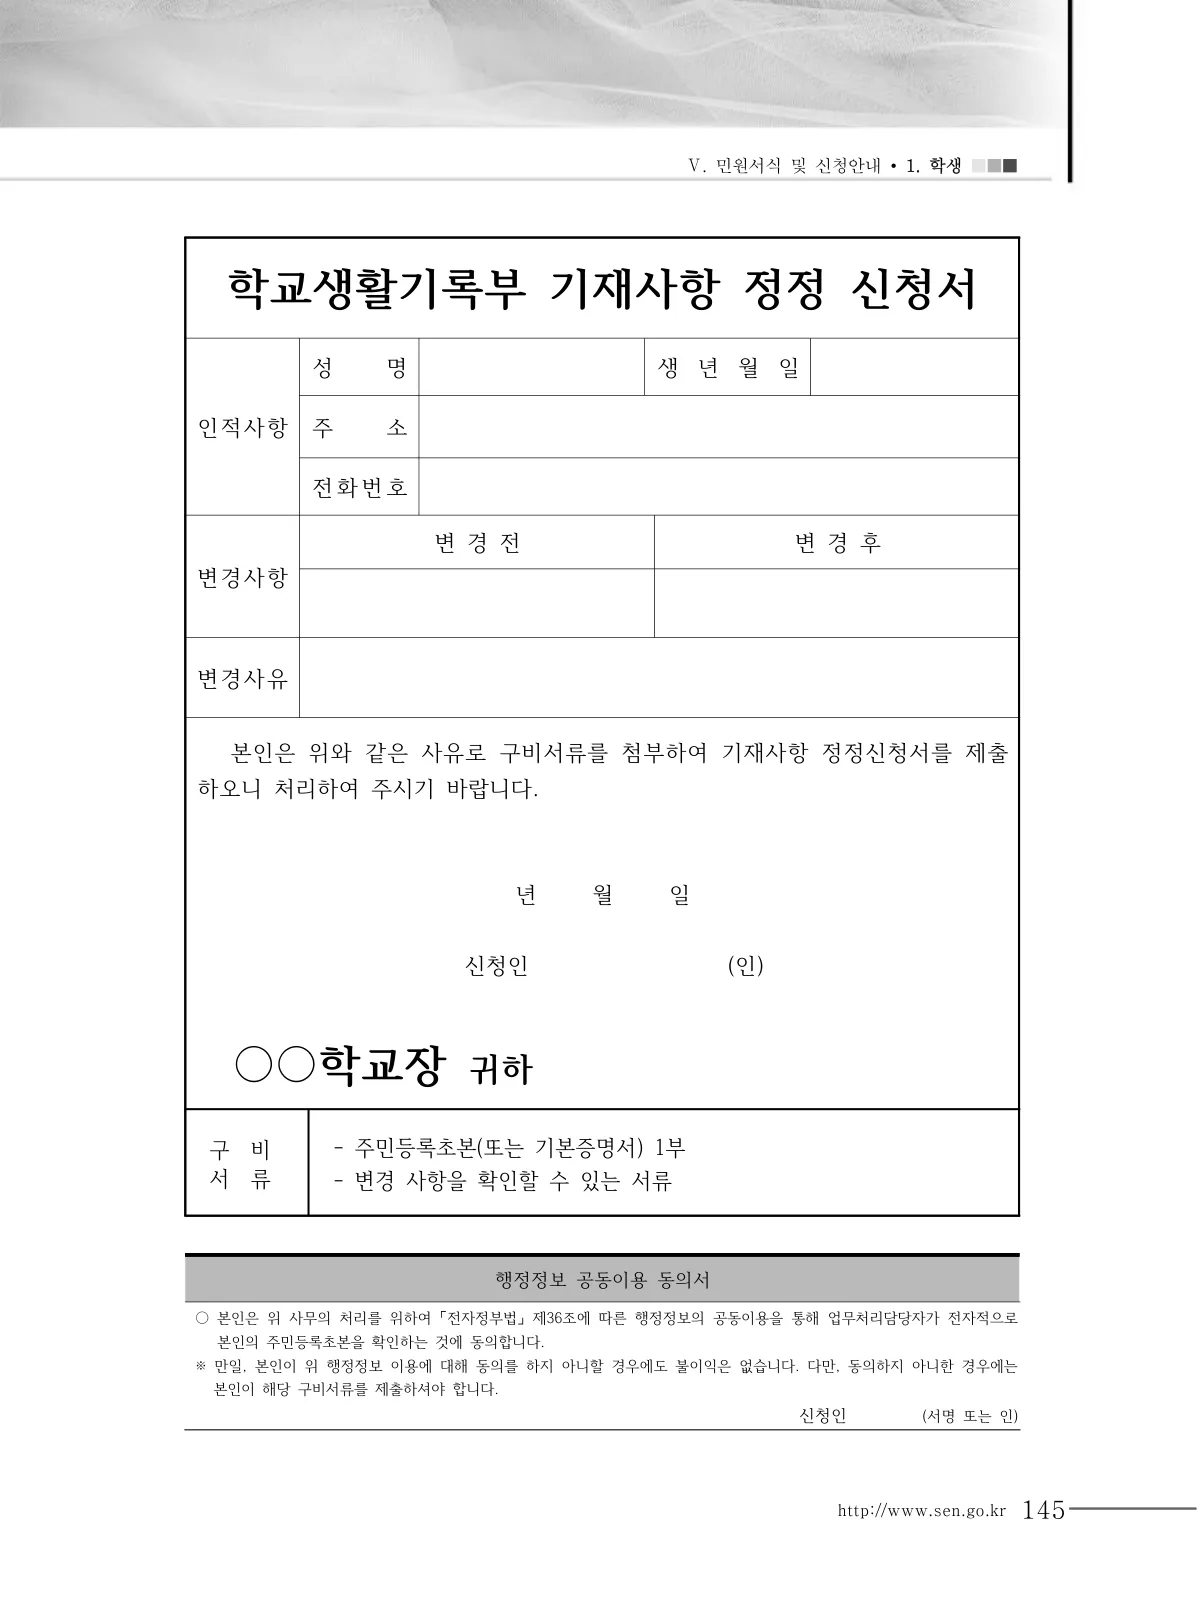 Ⅴ. 민원서식 및 신청안내 • 1. 학생
학교생활기록부 기재사항 정정 신청서
인적사항
성 명
생 년 월 일
주 소
전화번호
변경사항
변 경 전
변 경 후
변경사유
본인은 위와 같은 사유로 구비서류를 첨부하여 기재사항 정정신청서를 제출
하오니 처리하여 주시기 바랍니다.
년 월 일
신청인 (인)
○○학교장 귀하
구 비
서 류
- 주민등록초본(또는 기본증명서) 1부
- 변경 사항을 확인할 수 있는 서류
행정정보 공동이용 동의서
○ 본인은 위 사무의 처리를 위하여 「전자정부법」 제36조에 따른 행정정보의 공동이용을 통해 업무처리담당자가 전자적으로
본인의 주민등록초본을 확인하는 것에 동의합니다.
※ 만일, 본인이 위 행정정보 이용에 대해 동의를 하지 아니할 경우에도 불이익은 없습니다. 다만, 동의하지 아니한 경우에는
본인이 해당 구비서류를 제출하셔야 합니다.
신청인 (서명 또는 인)
http://www.sen.go.kr 145